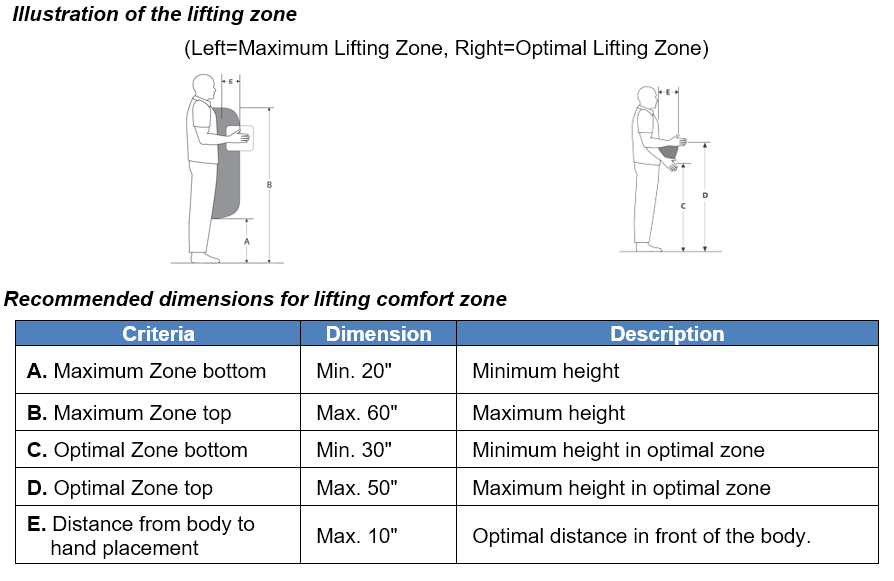 Illustration of the lifting zone
(Left=Maximum Lifting Zone, Right=Optimal Lifting Zone)
E
B
A
E
D
C
Recommended dimensions for lifting comfort zone
Criteria Dimension Description
A. Maximum Zone bottom Min. 20" Minimum height
B. Maximum Zone top Max. 60" Maximum height
C. Optimal Zone bottom Min. 30" Minimum height in optimal zone
D. Optimal Zone top Max. 50" Maximum height in optimal zone
E. Distance from body to
hand placement Max. 10" Optimal distance in front of the body.